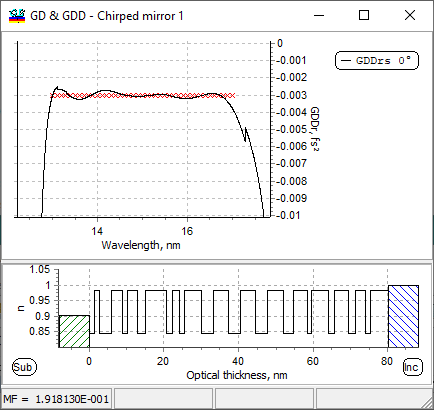 GD & GDD - Chirped mirror 1
0
-0.001
-0.002
-0.003
-0.004
-0.005
-0.006
-0.007
-0.008
-0.009
-0.01
GDDr, fs²
GDDrs 0°
14
16
Wavelength, nm
1.05
1
0.95
0.9
0.85
n
0
20
40
60
80
Optical thickness, nm
Sub
Inc
MF = 1.918130E-001